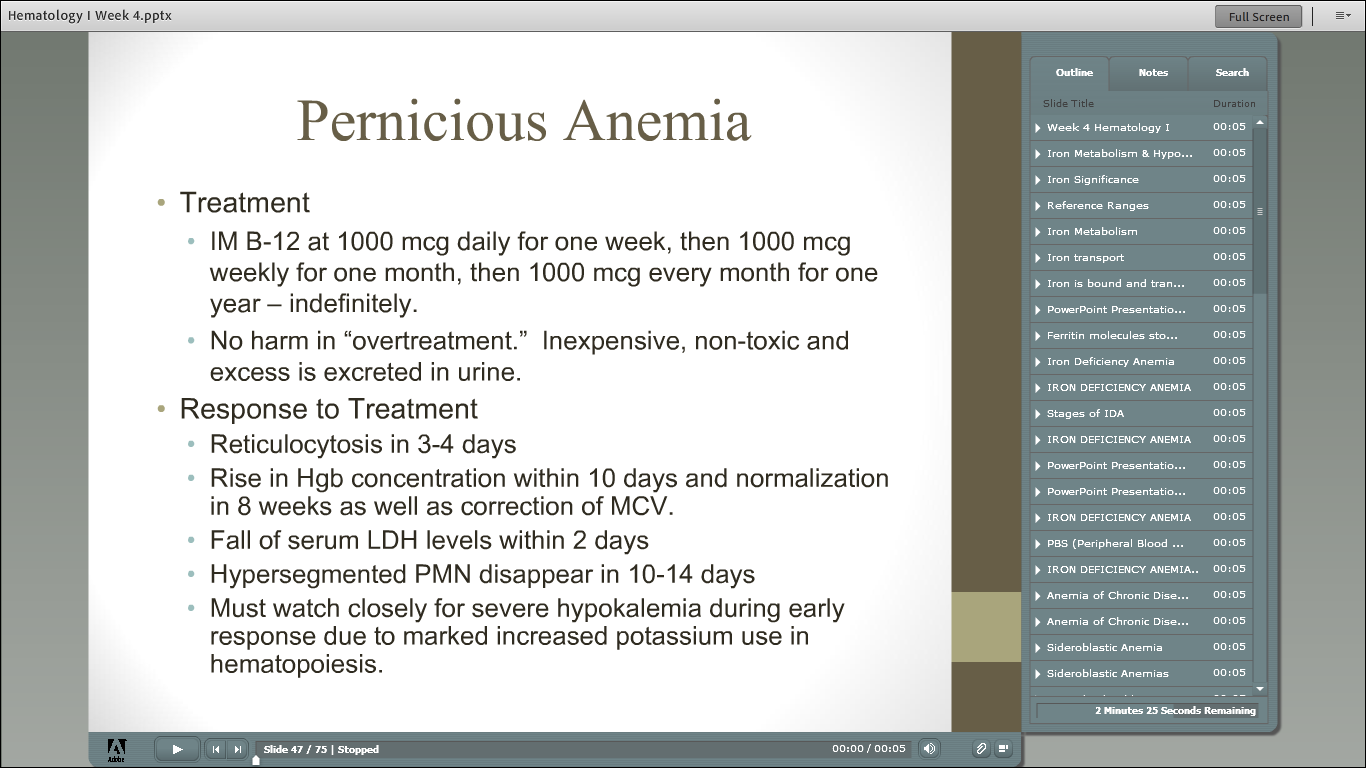 Hematology I Week 4.pptx
Full Screen
Pernicious Anemia
• Treatment
• IM B-12 at 1000 mcg daily for one week, then 1000 mcg
weekly for one month, then 1000 mcg every month for one
year – indefinitely.
• No harm in “overtreatment.” Inexpensive, non-toxic and
excess is excreted in urine.
• Response to Treatment
• Reticulocytosis in 3-4 days
• Rise in Hgb concentration within 10 days and normalization
in 8 weeks as well as correction of MCV.
• Fall of serum LDH levels within 2 days
• Hypersegmented PMN disappear in 10-14 days
• Must watch closely for severe hypokalemia during early
response due to marked increased potassium use in
hematopoiesis.
Outline Notes Search
Slide Title Duration
Week 4 Hematology I 00:05
Iron Metabolism & Hypo... 00:05
Iron Significance 00:05
Reference Ranges 00:05
Iron Metabolism 00:05
Iron transport 00:05
Iron is bound and tran... 00:05
PowerPoint Presentatio... 00:05
Ferritin molecules sto... 00:05
Iron Deficiency Anemia 00:05
IRON DEFICIENCY ANEMIA 00:05
Stages of IDA 00:05
IRON DEFICIENCY ANEMIA 00:05
PowerPoint Presentatio... 00:05
PowerPoint Presentatio... 00:05
IRON DEFICIENCY ANEMIA 00:05
PBS (Peripheral Blood ... 00:05
IRON DEFICIENCY ANEMIA.. 00:05
Anemia of Chronic Dise... 00:05
Anemia of Chronic Dise... 00:05
Sideroblastic Anemia 00:05
Sideroblastic Anemias 00:05
2 Minutes 25 Seconds Remaining
Adobe
Slide 47 / 75 | Stopped
00:00 / 00:05